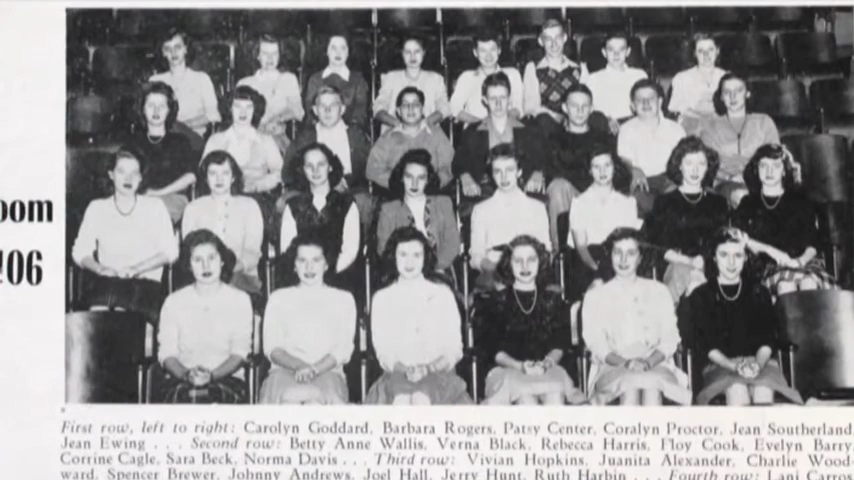 oom
206
First row, left to right: Carolyn Goddard, Barbara Rogers, Patsy Center, Coralyn Proctor, Jean Southerland,
Jean Ewing . . . Second row: Betty Anne Wallis, Verna Black, Rebecca Harris, Floy Cook, Evelyn Barry,
Corrine Cagle, Sara Beck, Norma Davis . . . Third row: Vivian Hopkins, Juanita Alexander, Charlie Wood-
ward, Spencer Brewer, Johnny Andrews, Joel Hall, Jerry Hunt, Ruth Harbin . . . Fourth row: Lani Carros